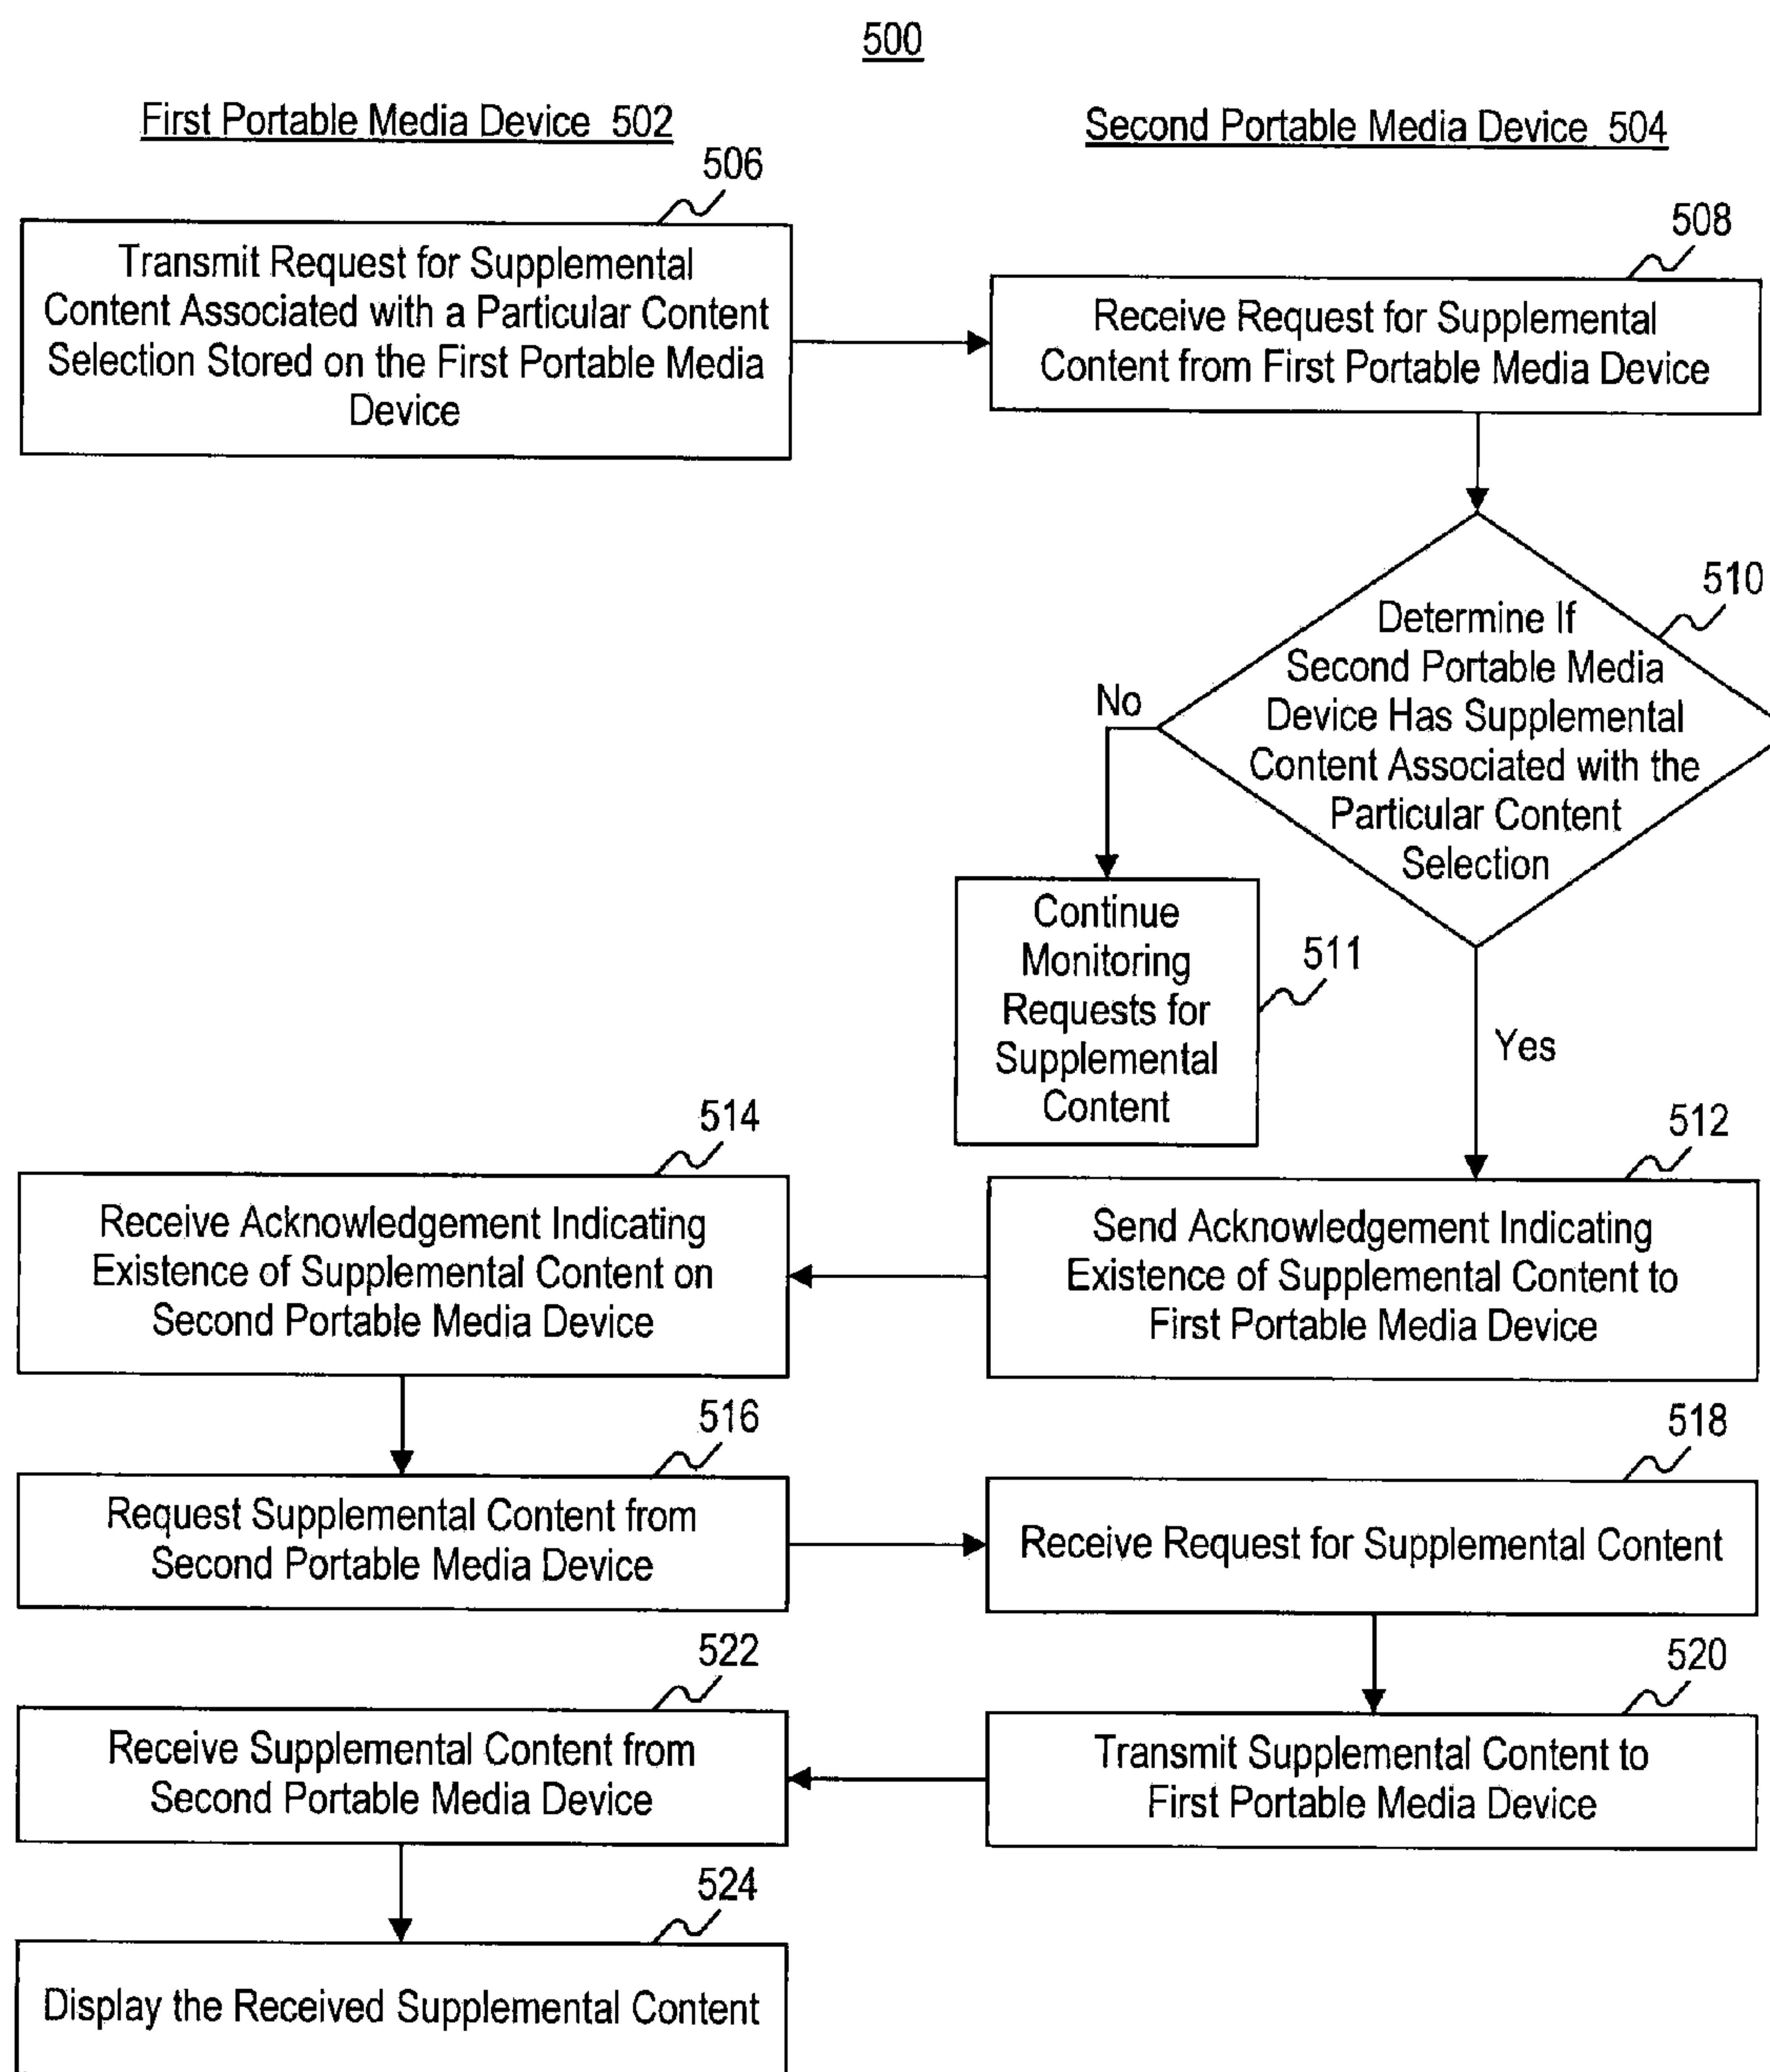 500
First Portable Media Device 502
Second Portable Media Device 504
506
Transmit Request for Supplemental
Content Associated with a Particular Content
Selection Stored on the First Portable Media
Device
508
Receive Request for Supplemental
Content from First Portable Media Device
510
Determine If
Second Portable Media
Device Has Supplemental
Content Associated with the
Particular Content
Selection
No
Continue
Monitoring
Requests for
Supplemental
Content
511
Yes
512
Send Acknowledgement Indicating
Existence of Supplemental Content to
First Portable Media Device
514
Receive Acknowledgement Indicating
Existence of Supplemental Content on
Second Portable Media Device
516
Request Supplemental Content from
Second Portable Media Device
518
Receive Request for Supplemental Content
520
Transmit Supplemental Content to
First Portable Media Device
522
Receive Supplemental Content from
Second Portable Media Device
524
Display the Received Supplemental Content